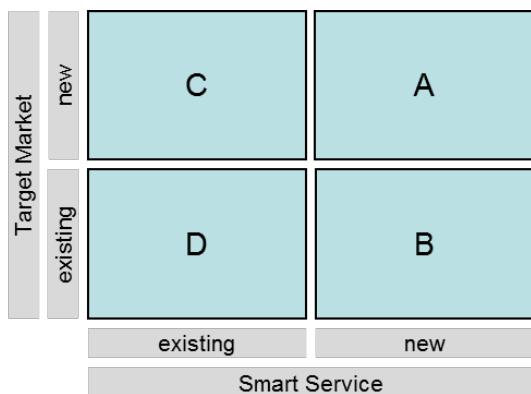 Target Market
new
existing
C
A
D
B
existing
new
Smart Service